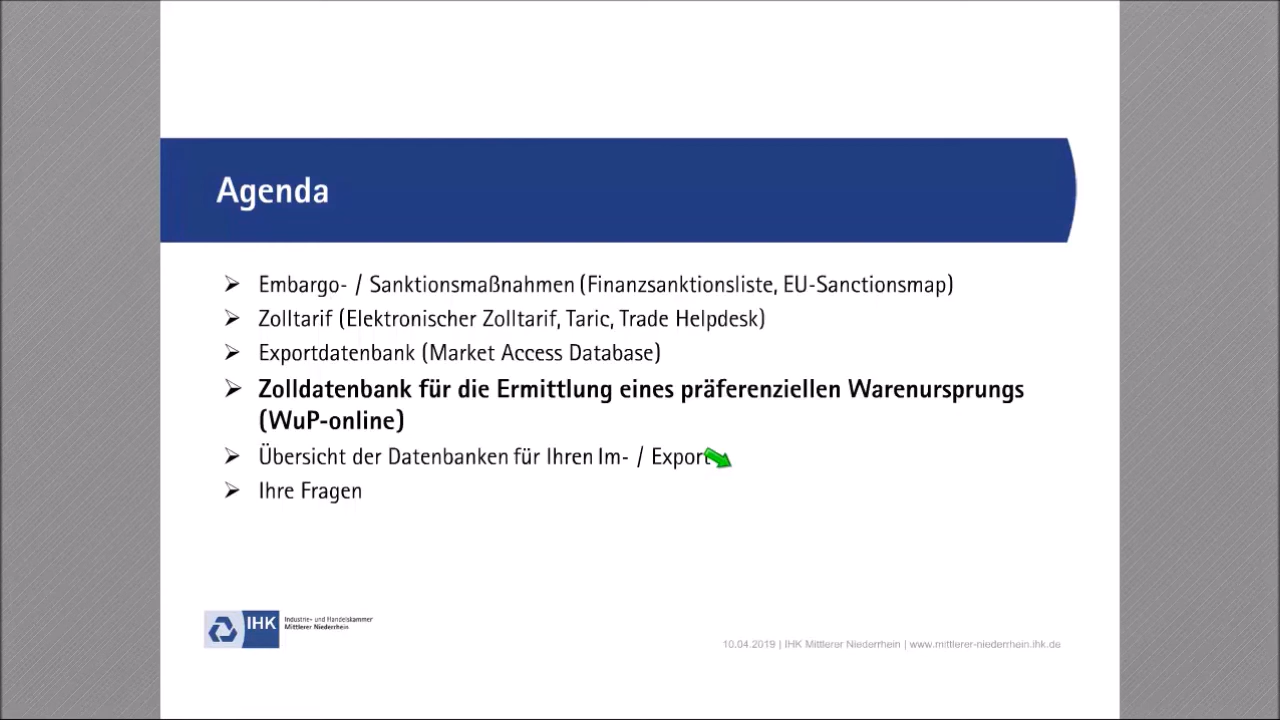 Agenda
Embargo- / Sanktionsmaßnahmen (Finanzsanktionsliste, EU-Sanctionsmap)
Zolltarif (Elektronischer Zolltarif, Taric, Trade Helpdesk)
Exportdatenbank (Market Access Database)
Zolldatenbank für die Ermittlung eines präferenziellen Warenursprungs
(WuP-online)
Übersicht der Datenbanken für Ihren Im- / Export
Ihre Fragen
IHK
Industrie- und Handelskammer
Mittlerer Niederrhein
10.04.2019 | IHK Mittlerer Niederrhein | www.mittlerer-niederrhein.ihk.de